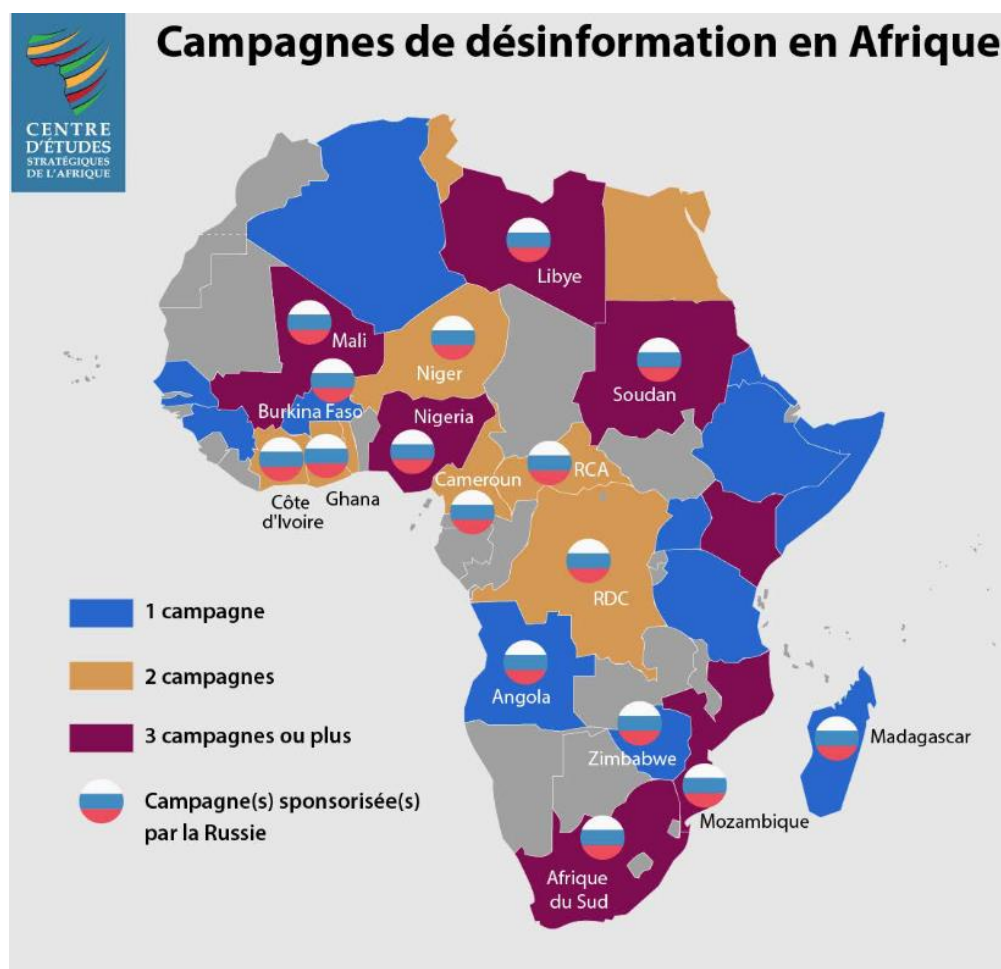 Campagnes de désinformation en Afrique
CENTRE
D'ÉTUDES
STRATÉGIQUES
DE L'AFRIQUE
Libye
Mali
Niger
Soudan
Burkina Faso
Nigeria
RCA
Cameroun
Côte
d'Ivoire
Ghana
RDC
1 campagne
2 campagnes
Angola
3 campagnes ou plus
Madagascar
Zimbabwe
Campagne(s) sponsorisée(s)
par la Russie
Mozambique
Afrique
du Sud